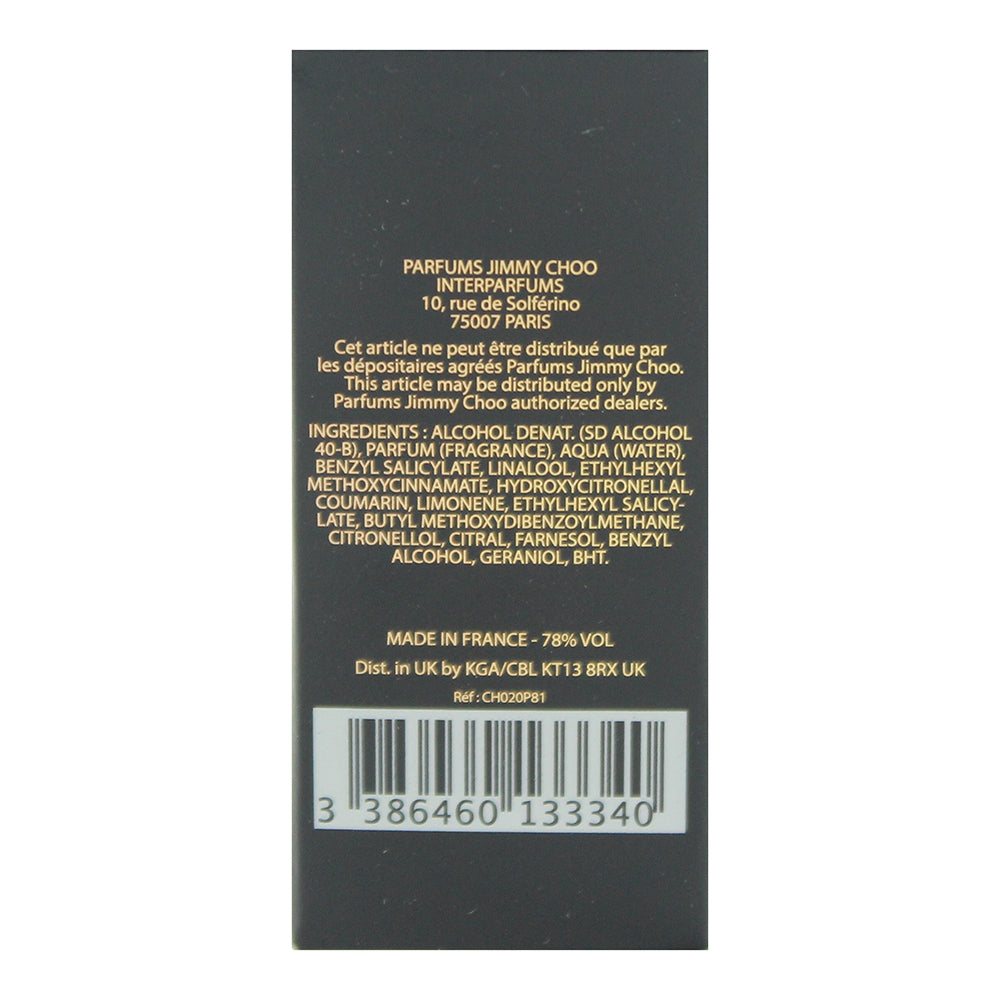 PARFUMS JIMMY CHOO
INTERPARFUMS
10, rue de Solférino
75007 PARIS
Cet article ne peut être distribué que par
les dépositaires agréés Parfums Jimmy Choo.
This article may be distributed only by
Parfums Jimmy Choo authorized dealers.
INGREDIENTS : ALCOHOL DENAT. (SD ALCOHOL
40-B), PARFUM (FRAGRANCE), AQUA (WATER),
BENZYL SALICYLATE, LINALOOL, ETHYLHEXYL
METHOXYCINNAMATE, HYDROXYCITRONELLAL,
COUMARIN, LIMONENE, ETHYLHEXYL SALICY-
LATE, BUTYL METHOXYDIBENZOYLMETHANE,
CITRONELLOL, CITRAL, FARNESOL, BENZYL
ALCOHOL, GERANIOL, BHT.
MADE IN FRANCE - 78% VOL
Dist. in UK by KGA/CBL KT13 8RX UK
Réf : CH020P81
3 386460 133340